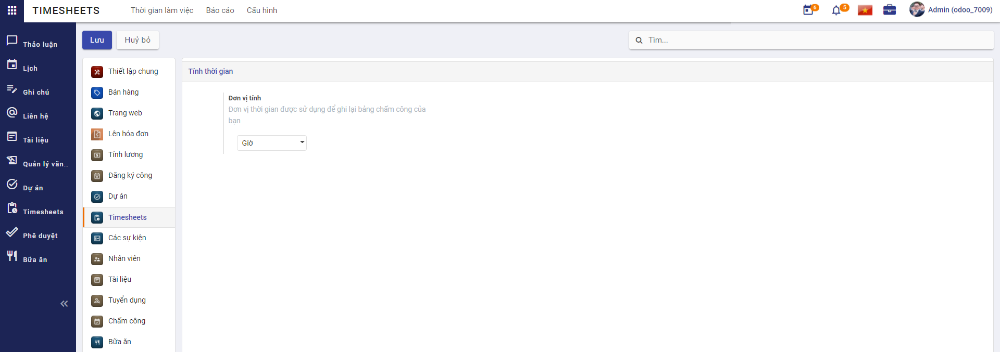 TIMESHEETS
Thời gian làm việc
Báo cáo
Cấu hình
6
5
Admin (odoo_7009)
Thảo luận
Lịch
Ghi chú
Liên hệ
Tài liệu
Quản lý văn...
Dự án
Timesheets
Phê duyệt
Bữa ăn
Lưu
Huỷ bỏ
Tìm...
Thiết lập chung
Bán hàng
Trang web
Lên hóa đơn
Tính lương
Đăng ký công
Dự án
Timesheets
Các sự kiện
Nhân viên
Tài liệu
Tuyển dụng
Chấm công
Bữa ăn
Tính thời gian
Đơn vị tính
Đơn vị thời gian được sử dụng để ghi lại bảng chấm công của
bạn
Giờ